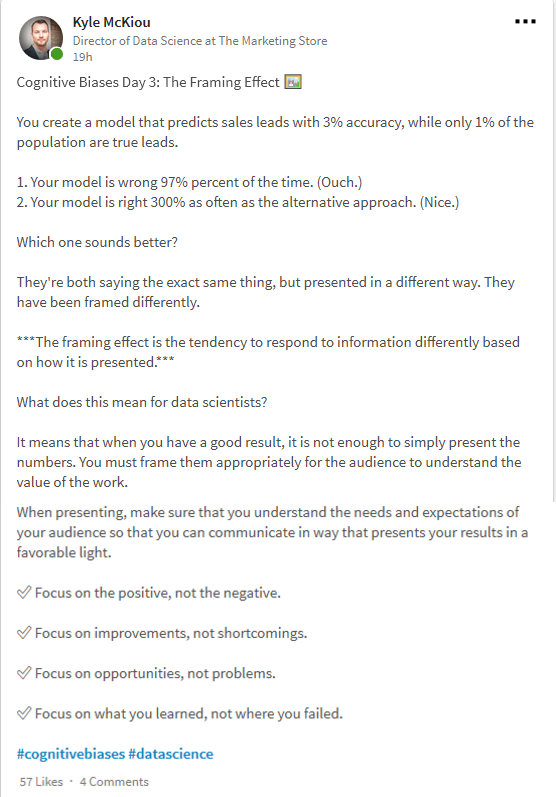 Kyle McKiou
Director of Data Science at The Marketing Store
19h
Cognitive Biases Day 3: The Framing Effect 🖼️
You create a model that predicts sales leads with 3% accuracy, while only 1% of the
population are true leads.
1. Your model is wrong 97% percent of the time. (Ouch.)
2. Your model is right 300% as often as the alternative approach. (Nice.)
Which one sounds better?
They're both saying the exact same thing, but presented in a different way. They
have been framed differently.
***The framing effect is the tendency to respond to information differently based
on how it is presented.***
What does this mean for data scientists?
It means that when you have a good result, it is not enough to simply present the
numbers. You must frame them appropriately for the audience to understand the
value of the work.
When presenting, make sure that you understand the needs and expectations of
your audience so that you can communicate in way that presents your results in a
favorable light.
✅ Focus on the positive, not the negative.
✅ Focus on improvements, not shortcomings.
✅ Focus on opportunities, not problems.
✅ Focus on what you learned, not where you failed.
#cognitivebiases #datascience
57 Likes · 4 Comments